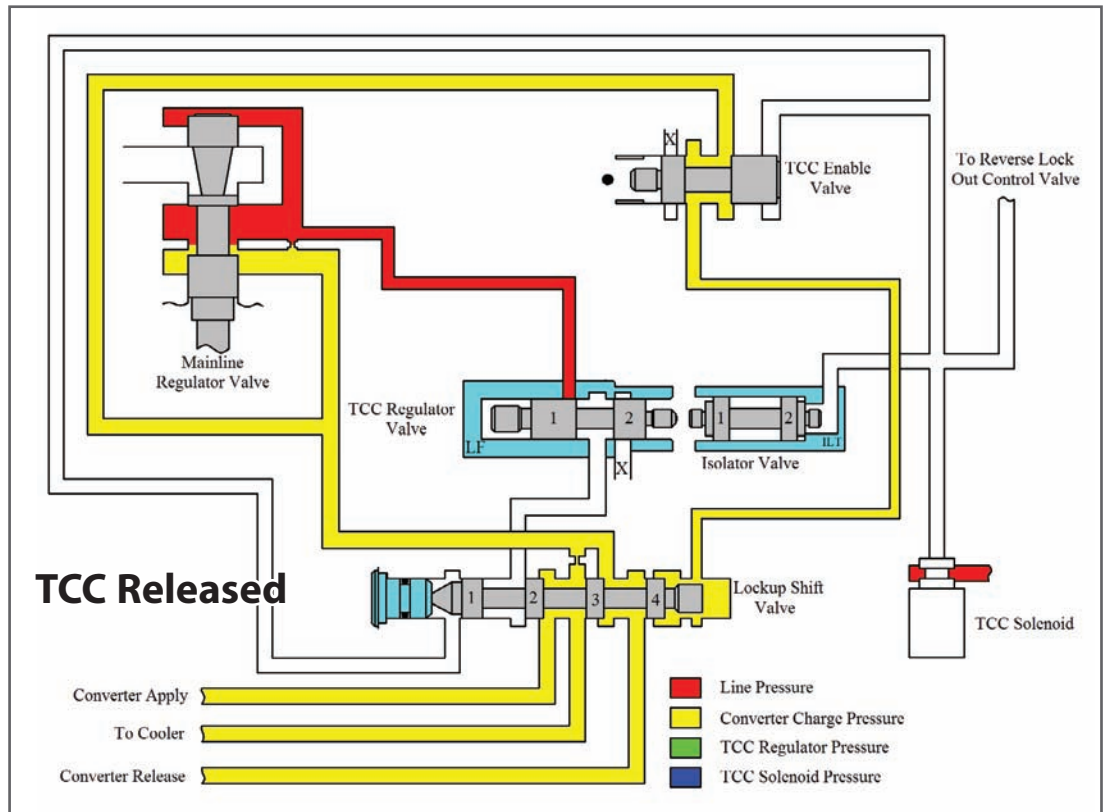 X
TCC Enable
Valve
To Reverse Lock
Out Control Valve
Mainline
Regulator Valve
TCC Regulator
Valve
LF
1
2
X
1
2
ILT
Isolator Valve
TCC Released
1
2
3
4
Lockup Shift
Valve
TCC Solenoid
Converter Apply
To Cooler
Converter Release
Line Pressure
Converter Charge Pressure
TCC Regulator Pressure
TCC Solenoid Pressure